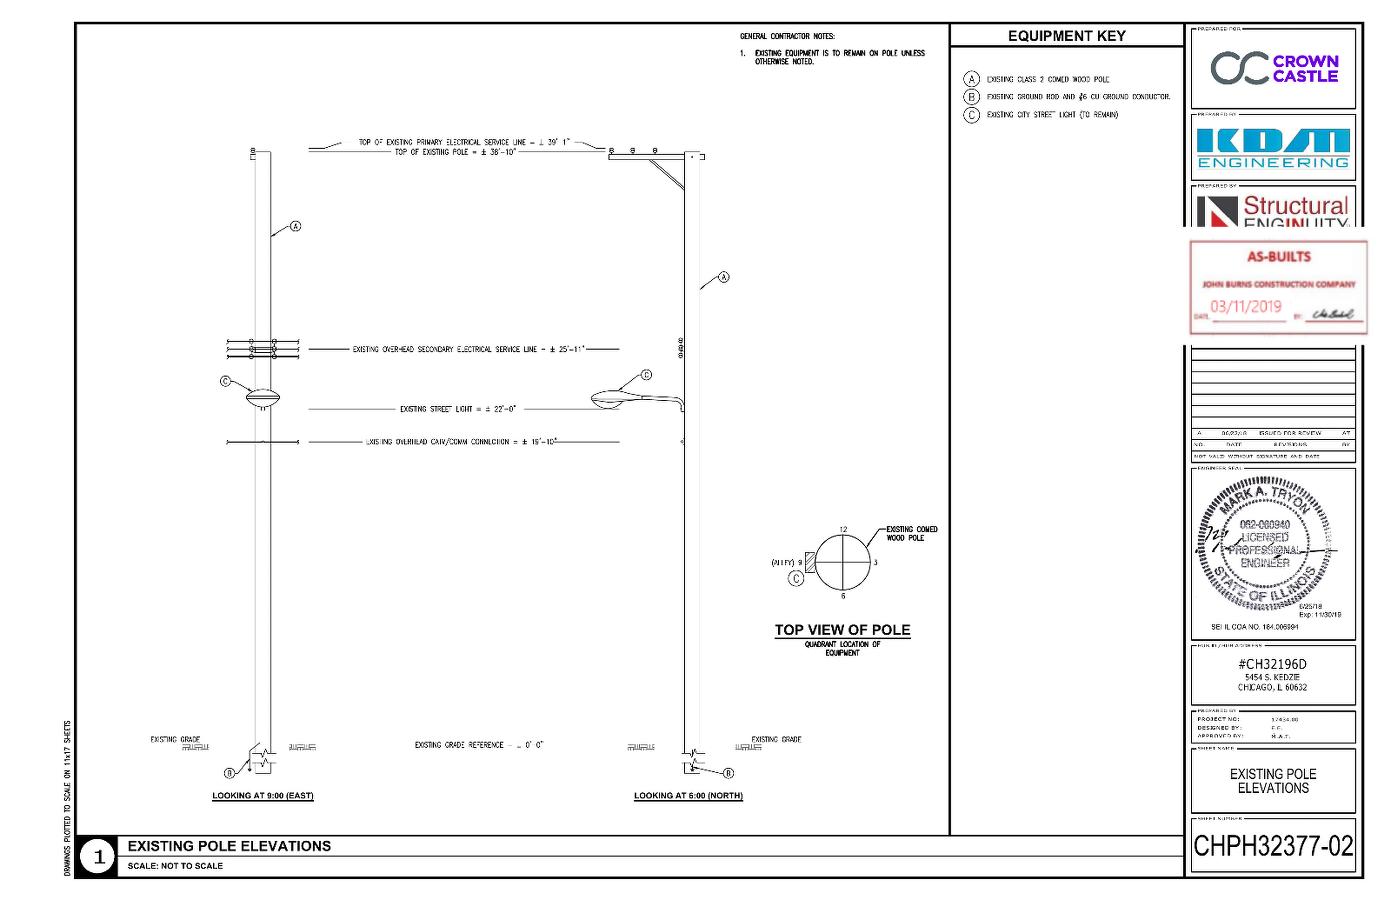 GENERAL CONTRACTOR NOTES:
1. EXISTING EQUIPMENT IS TO REMAIN ON POLE UNLESS
OTHERWISE NOTED.
TOP OF EXISTING PRIMARY ELECTRICAL SERVICE LINE = ± 39' 1"
TOP OF EXISTING POLE = ± 38'-10"
A
A
EXISTING OVERHEAD SECONDARY ELECTRICAL SERVICE LINE = ± 25'-11"
C
C
EXISTING STREET LIGHT = ± 22'-0"
EXISTING OVERHEAD CATV/COMM CONNECTION = ± 19'-10"
12
EXISTING COMED
WOOD POLE
(ALLEY) 9
3
C
6
TOP VIEW OF POLE
QUADRANT LOCATION OF
EQUIPMENT
EXISTING GRADE
EXISTING GRADE REFERENCE 0' 0"
EXISTING GRADE
B
B
LOOKING AT 9:00 (EAST)
LOOKING AT 6:00 (NORTH)
DRAWINGS PLOTTED TO SCALE ON 11x17 SHEETS
1
EXISTING POLE ELEVATIONS
SCALE: NOT TO SCALE
EQUIPMENT KEY
A EXISTING CLASS 2 COMED WOOD POLE
B EXISTING GROUND ROD AND #6 CU GROUND CONDUCTOR.
C EXISTING CITY STREET LIGHT (TO REMAIN)
PREPARED FOR
CROWN
CASTLE
PREPARED BY
KDM
ENGINEERING
PREPARED BY
Structural
ENGINUITY
AS-BUILTS
JOHN BURNS CONSTRUCTION COMPANY
DATE 03/11/2019 BY:
A 06/22/18 ISSUED FOR REVIEW AT
NO. DATE REVISIONS BY
NOT VALID WITHOUT SIGNATURE AND DATE
ENGINEER SEAL
MARK A. TRYON
062-060940
LICENSED
PROFESSIONAL
ENGINEER
STATE OF ILLINOIS
6/25/18
Exp: 11/30/19
SEI IL COA NO. 184.006994
#CH32196D
5454 S. KEDZIE
CHICAGO, IL 60632
PREPARED BY
PROJECT NO: 17434.00
DESIGNED BY: F.F.
APPROVED BY: M.A.T.
SHEET NAME
EXISTING POLE
ELEVATIONS
SHEET NUMBER
CHPH32377-02